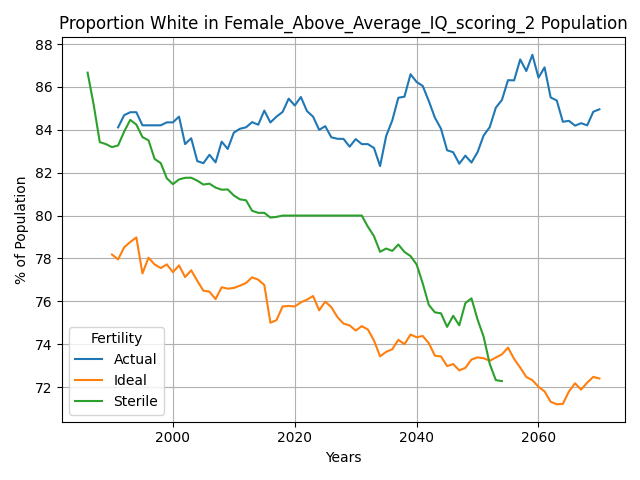 Proportion White in Female_Above_Average_IQ_scoring_2 Population
% of Population
88
86
84
82
80
78
76
74
72
Fertility
Actual
Ideal
Sterile
2000
2020
2040
2060
Years